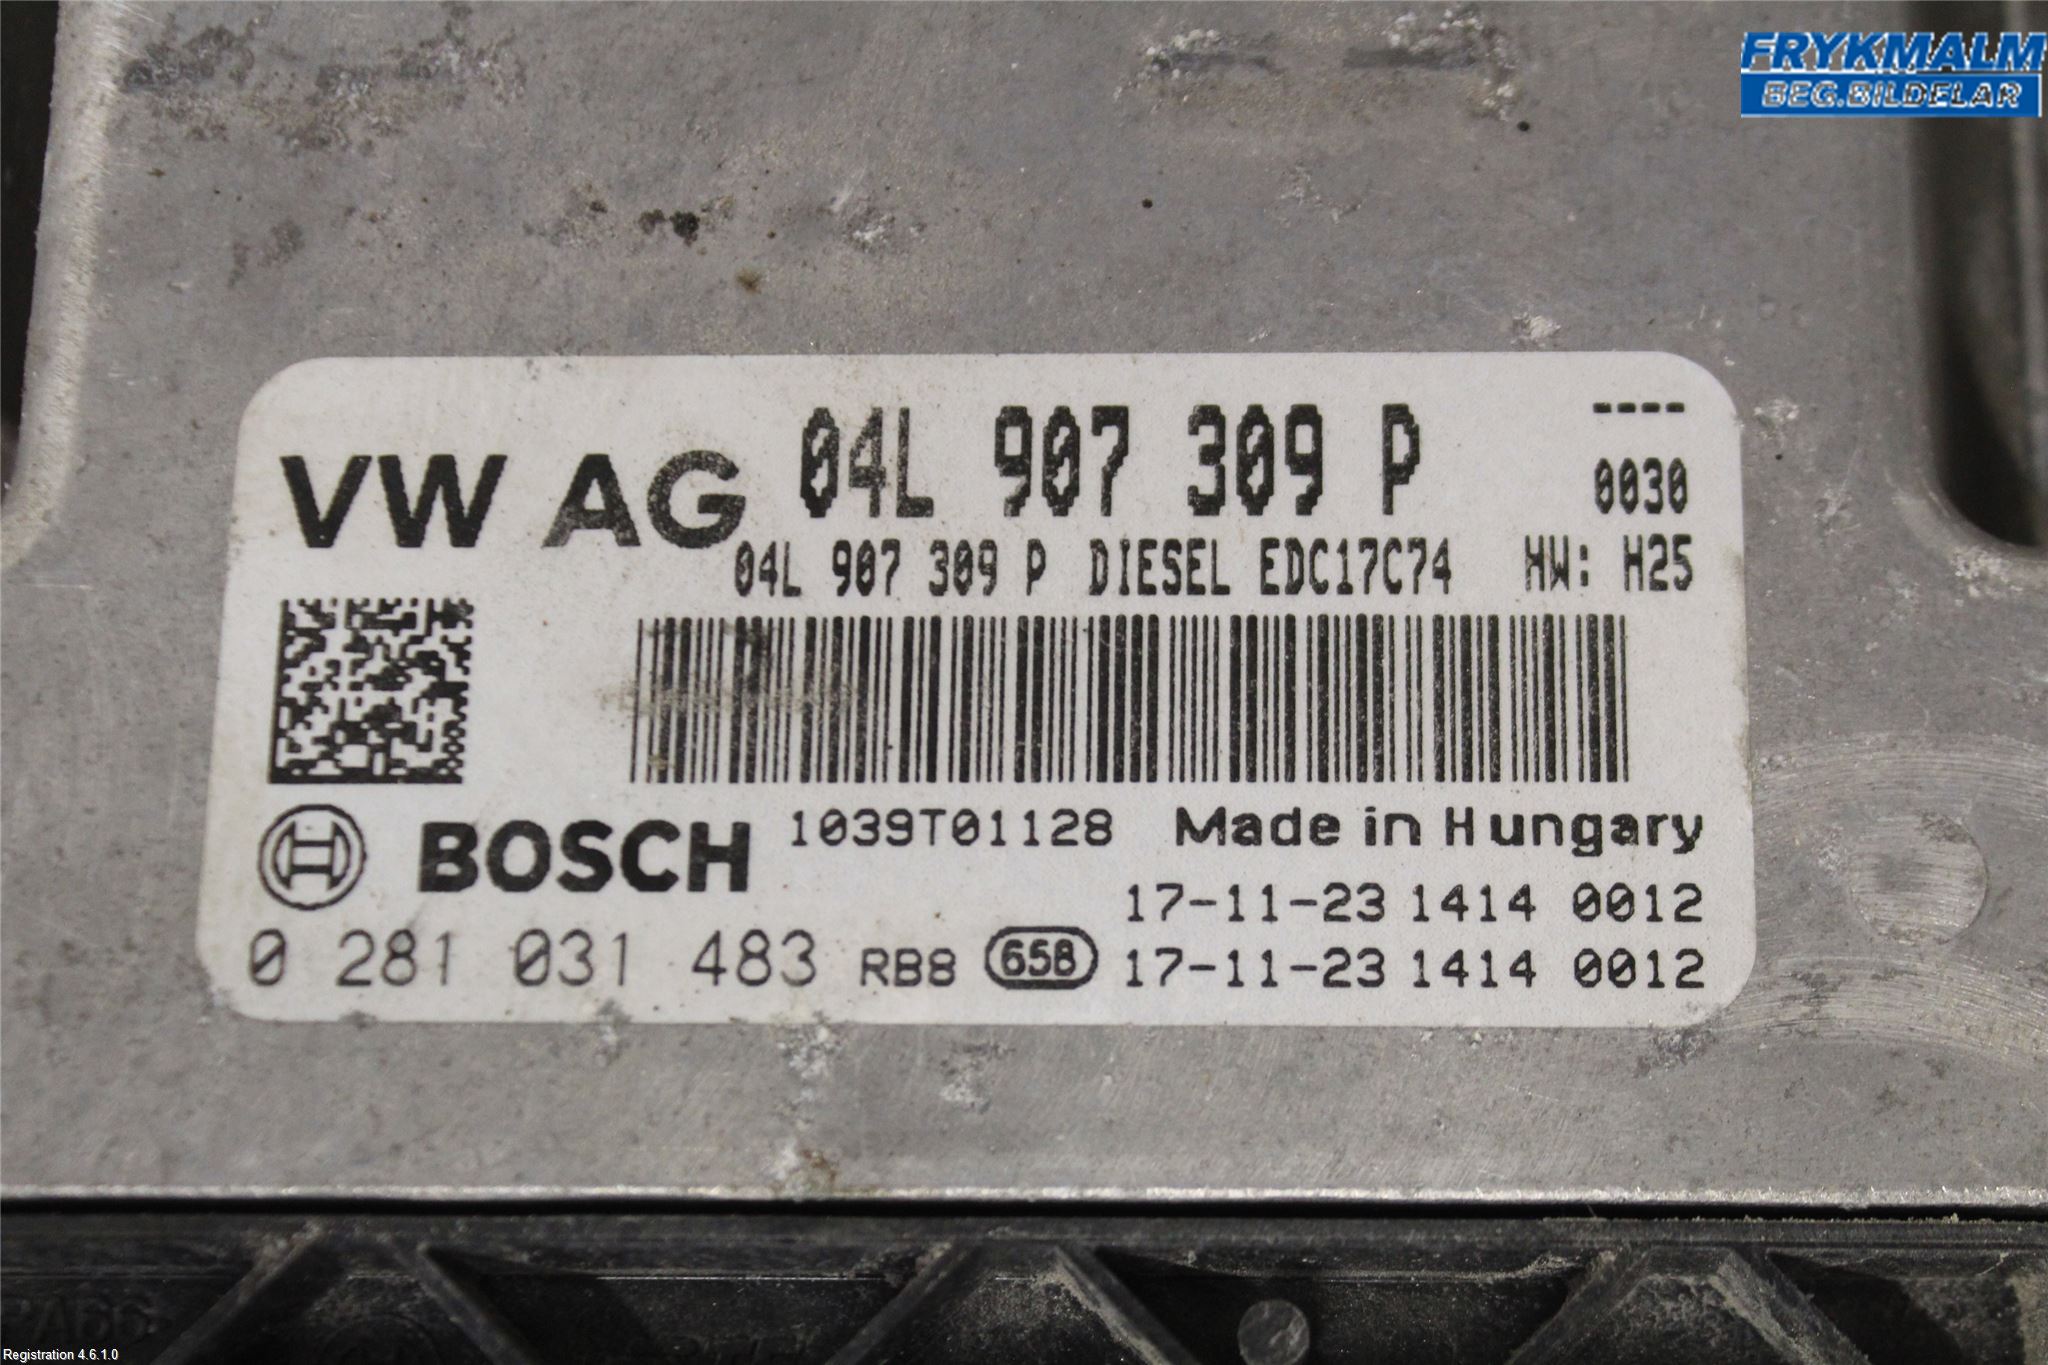 FRYKMALM
BEG.BILDELAR
VW AG 04L 907 309 P ----
0030
04L 907 309 P DIESEL EDC17C74 HW: H25
BOSCH 1039T01128 Made in Hungary
17-11-23 1414 0012
0 281 031 483 RB8 658 17-11-23 1414 0012
PA66
Registration 4.6.1.0